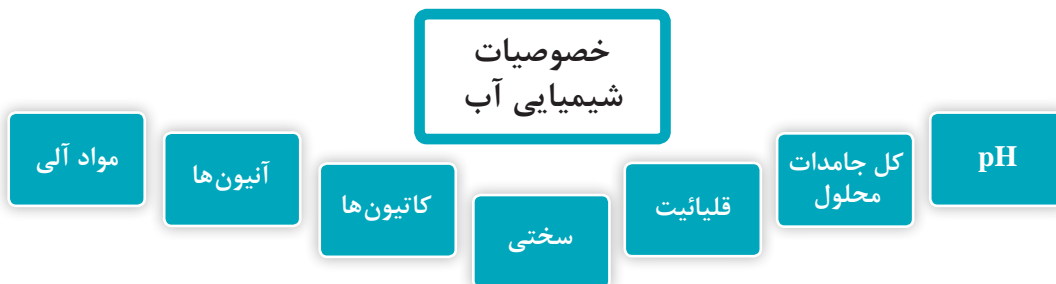 خصوصیات
شیمیایی آب
pH
کل جامدات
محلول
قلیائیت
سختی
کاتیون‌ها
آنیون‌ها
مواد آلی